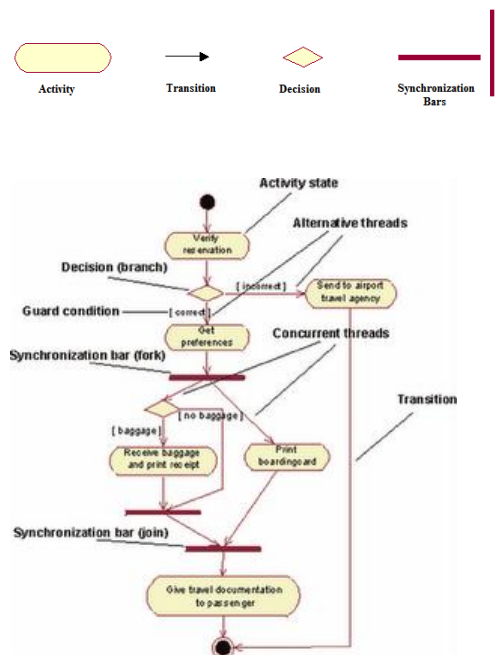 Activity
Transition
Decision
Synchronization
Bars
Activity state
Verify
reservation
Alternative threads
Decision (branch)
[ incorrect]
Send to airport
travel agency
Guard condition
[ correct]
Get
preferences
Concurrent threads
Synchronization bar (fork)
Transition
[ no baggage]
[ baggage]
Receive baggage
and print receipt
Print
boardingcard
Synchronization bar (join)
Give travel documentation
to passenger